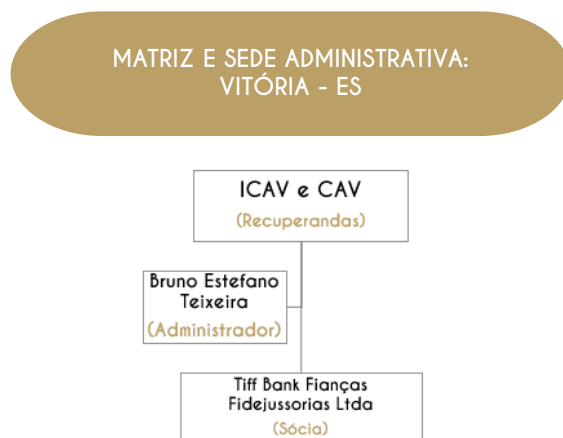 MATRIZ E SEDE ADMINISTRATIVA:
VITÓRIA - ES
ICAV e CAV
(Recuperandas)
Bruno Estefano
Teixeira
(Administrador)
Tiff Bank Fianças
Fidejussorias Ltda
(Sócia)